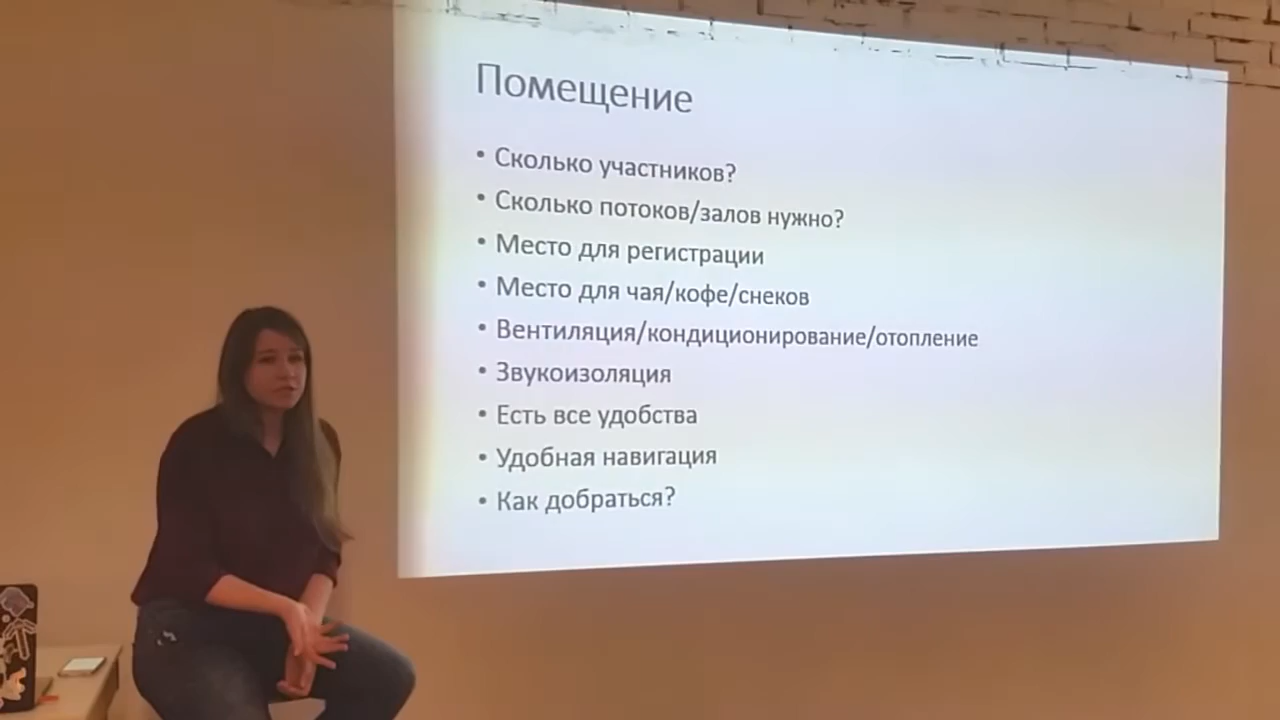 Помещение
• Сколько участников?
• Сколько потоков/залов нужно?
• Место для регистрации
• Место для чая/кофе/снеков
• Вентиляция/кондиционирование/отопление
• Звукоизоляция
• Есть все удобства
• Удобная навигация
• Как добраться?